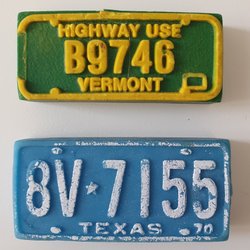 HIGHWAY USE
B9746
VERMONT
8V★7155
TEXAS 70